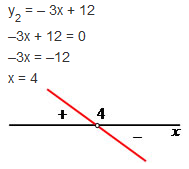 y₂ = – 3x + 12
–3x + 12 = 0
–3x = –12
x = 4
+ 4
– x